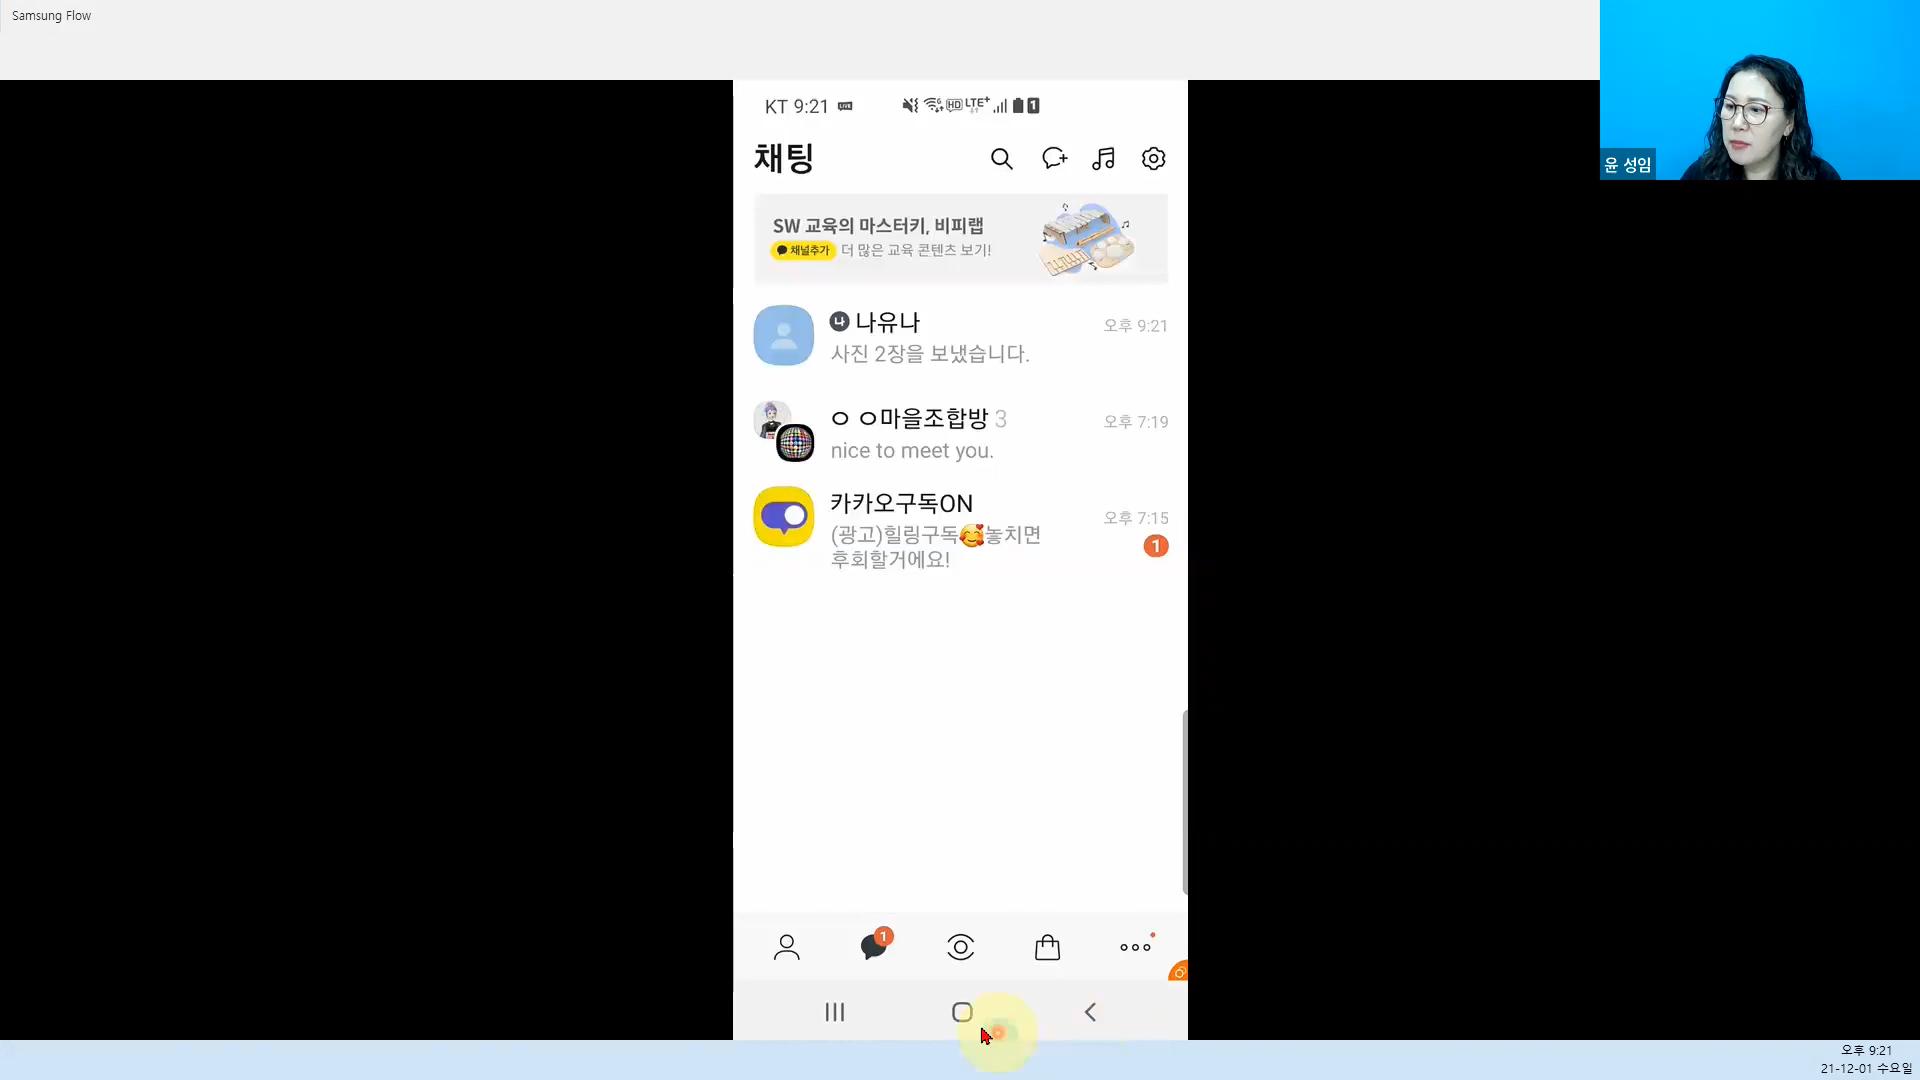 Samsung Flow
윤 성임
KT 9:21
HD LTE+ 1
채팅
SW 교육의 마스터키, 비피랩
채널추가 더 많은 교육 콘텐츠 보기!
나 나유나
오후 9:21
사진 2장을 보냈습니다.
ㅇ ㅇ마을조합방 3
오후 7:19
nice to meet you.
카카오구독ON
오후 7:15
(광고)힐링구독🥰놓치면
후회할거에요!
1
1
오후 9:21
21-12-01 수요일